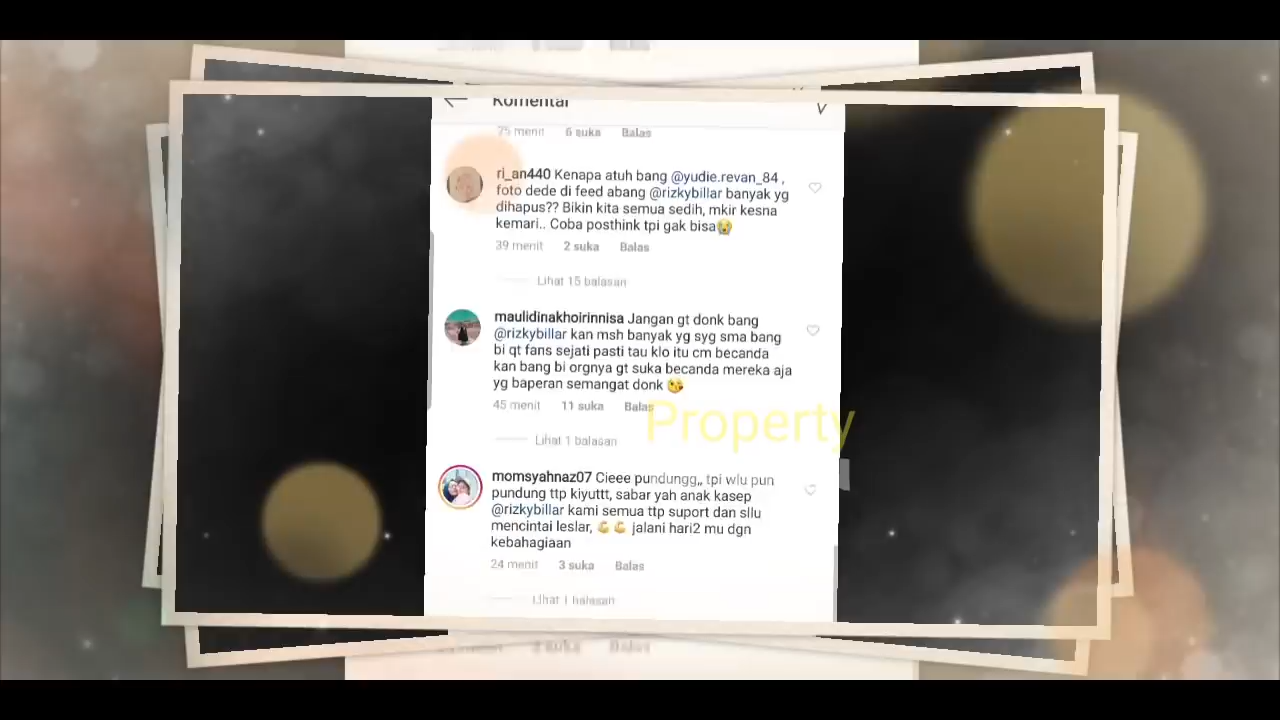 Komentar
75 menit 6 suka Balas
ri_an440 Kenapa atuh bang @yudie.revan_84 ,
foto dede di feed abang @rizkybillar banyak yg
dihapus?? Bikin kita semua sedih, mkir kesna
kemari.. Coba posthink tpi gak bisa😭
39 menit 2 suka Balas
Lihat 15 balasan
maulidinakhoirinnisa Jangan gt donk bang
@rizkybillar kan msh banyak yg syg sma bang
bi qt fans sejati pasti tau klo itu cm becanda
kan bang bi orgnya gt suka becanda mereka aja
yg baperan semangat donk 😘
45 menit 11 suka Balas
Lihat 1 balasan
Property
momsyahnaz07 Cieee pundungg,, tpi wlu pun
pundung ttp kiyuttt, sabar yah anak kasep
@rizkybillar kami semua ttp suport dan sllu
mencintai leslar, 💪💪 jalani hari2 mu dgn
kebahagiaan
24 menit 3 suka Balas
Lihat 1 balasan
3 suka Balas